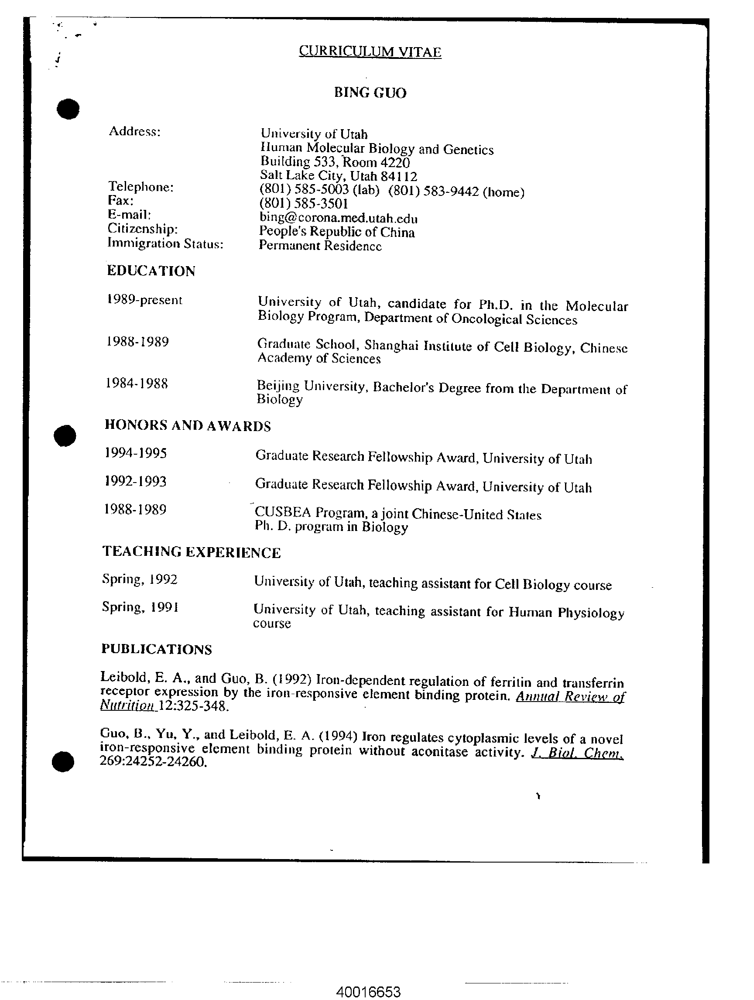 CURRICULUM VITAE
BING GUO
Address: University of Utah
Human Molecular Biology and Genetics
Building 533, Room 4220
Salt Lake City, Utah 84112
Telephone: (801) 585-5003 (lab) (801) 583-9442 (home)
Fax: (801) 585-3501
E-mail: bing@corona.med.utah.edu
Citizenship: People's Republic of China
Immigration Status: Permanent Residence
EDUCATION
1989-present University of Utah, candidate for Ph.D. in the Molecular
Biology Program, Department of Oncological Sciences
1988-1989 Graduate School, Shanghai Institute of Cell Biology, Chinese
Academy of Sciences
1984-1988 Beijing University, Bachelor's Degree from the Department of
Biology
HONORS AND AWARDS
1994-1995 Graduate Research Fellowship Award, University of Utah
1992-1993 Graduate Research Fellowship Award, University of Utah
1988-1989 CUSBEA Program, a joint Chinese-United States
Ph. D. program in Biology
TEACHING EXPERIENCE
Spring, 1992 University of Utah, teaching assistant for Cell Biology course
Spring, 1991 University of Utah, teaching assistant for Human Physiology
course
PUBLICATIONS
Leibold, E. A., and Guo, B. (1992) Iron-dependent regulation of ferritin and transferrin
receptor expression by the iron-responsive element binding protein. Annual Review of
Nutrition 12:325-348.
Guo, B., Yu, Y., and Leibold, E. A. (1994) Iron regulates cytoplasmic levels of a novel
iron-responsive element binding protein without aconitase activity. J. Biol. Chem.
269:24252-24260.
40016653